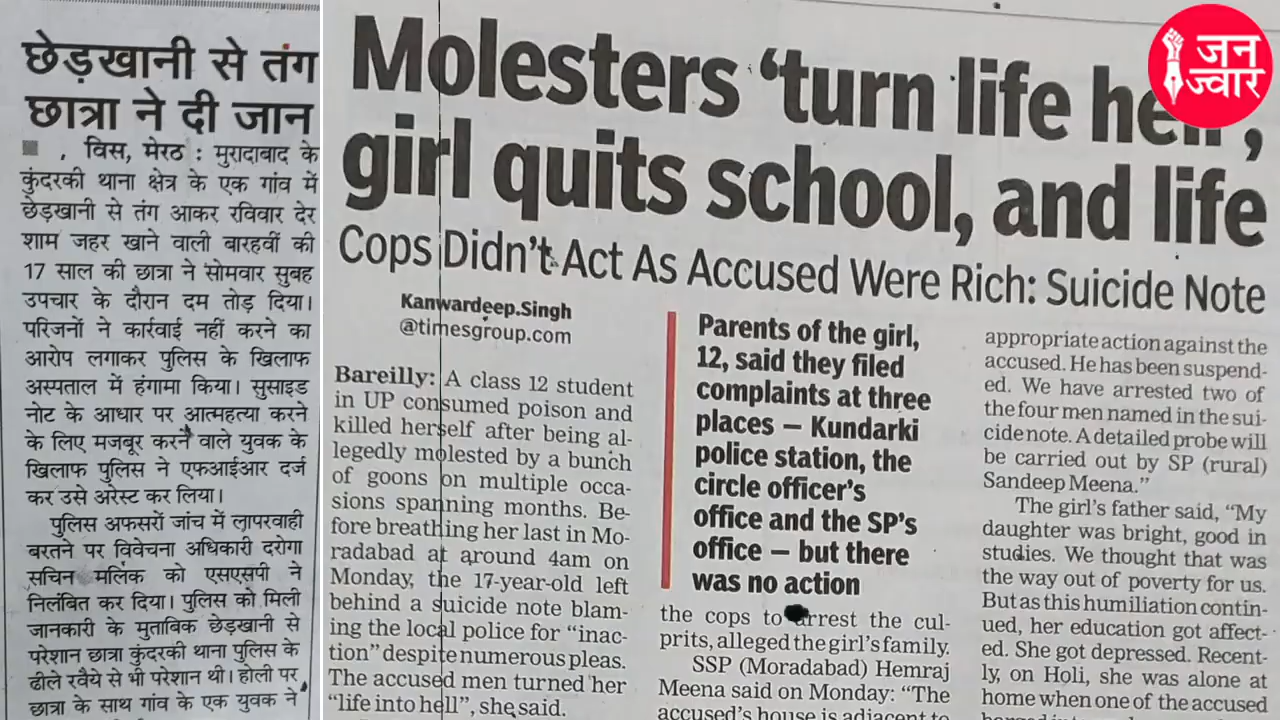 छेड़खानी से तंग
छात्रा ने दी जान
. विस, मेरठ : मुरादाबाद के
कुंदरकी थाना क्षेत्र के एक गांव में
छेड़खानी से तंग आकर रविवार देर
शाम जहर खाने वाली बारहवीं की
17 साल की छात्रा ने सोमवार सुबह
उपचार के दौरान दम तोड़ दिया।
परिजनों ने कार्रवाई नहीं करने का
आरोप लगाकर पुलिस के खिलाफ
अस्पताल में हंगामा किया। सुसाइड
नोट के आधार पर आत्महत्या करने
के लिए मजबूर करने वाले युवक के
खिलाफ पुलिस ने एफआईआर दर्ज
कर उसे अरेस्ट कर लिया।
पुलिस अफसरों जांच में लापरवाही
बरतने पर विवेचना अधिकारी दरोगा
सचिन मलिक को एसएसपी ने
निलंबित कर दिया। पुलिस को मिली
जानकारी के मुताबिक छेड़खानी से
परेशान छात्रा कुंदरकी थाना पुलिस के
ढीले रवैये से भी परेशान थी। होली पर
छात्रा के साथ गांव के एक युवक ने
जन
ज्वार
Molesters ‘turn life hell’,
girl quits school, and life
Cops Didn’t Act As Accused Were Rich: Suicide Note
Kanwardeep.Singh
@timesgroup.com
Bareilly: A class 12 student
in UP consumed poison and
killed herself after being al-
legedly molested by a bunch
of goons on multiple occa-
sions spanning months. Be-
fore breathing her last in Mo-
radabad at around 4am on
Monday, the 17-year-old left
behind a suicide note blam-
ing the local police for “inac-
tion” despite numerous pleas.
The accused men turned her
“life into hell”, she said.
Parents of the girl,
12, said they filed
complaints at three
places — Kundarki
police station, the
circle officer’s
office and the SP’s
office — but there
was no action
the cops to arrest the cul-
prits, alleged the girl’s family.
SSP (Moradabad) Hemraj
Meena said on Monday: “The
accused’s house is adjacent to
appropriate action against the
accused. He has been suspend-
ed. We have arrested two of
the four men named in the sui-
cide note. A detailed probe will
be carried out by SP (rural)
Sandeep Meena.”
The girl’s father said, “My
daughter was bright, good in
studies. We thought that was
the way out of poverty for us.
But as this humiliation contin-
ued, her education got affect-
ed. She got depressed. Recent-
ly, on Holi, she was alone at
home when one of the accused